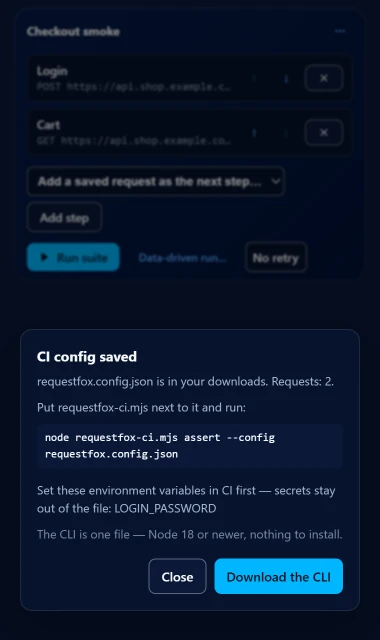 Checkout smoke
Login
POST https://api.shop.example.c…
Cart
GET https://api.shop.example.co…
Add a saved request as the next step…
Add step
Run suite
Data-driven run…
No retry
CI config saved
requestfox.config.json is in your downloads. Requests: 2.
Put requestfox-ci.mjs next to it and run:
node requestfox-ci.mjs assert --config
requestfox.config.json
Set these environment variables in CI first — secrets stay
out of the file: LOGIN_PASSWORD
The CLI is one file — Node 18 or newer, nothing to install.
Close
Download the CLI